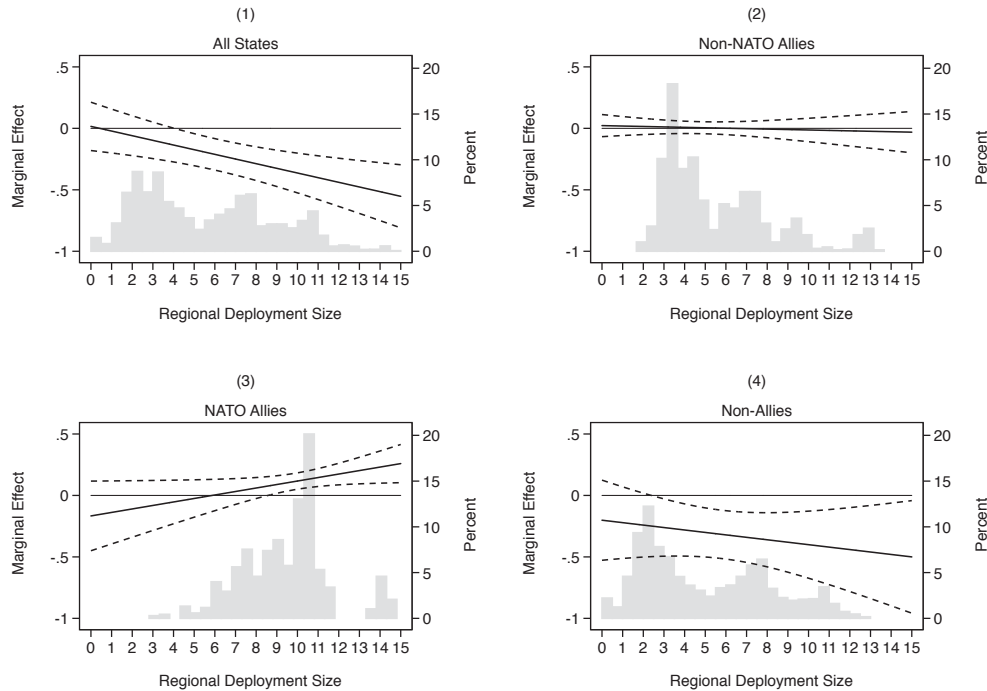 (1)
All States
.5
0
-.5
-1
Marginal Effect
20
15
10
5
0
Percent
0 1 2 3 4 5 6 7 8 9 10 11 12 13 14 15
Regional Deployment Size
(2)
Non-NATO Allies
.5
0
-.5
-1
Marginal Effect
20
15
10
5
0
Percent
0 1 2 3 4 5 6 7 8 9 10 11 12 13 14 15
Regional Deployment Size
(3)
NATO Allies
.5
0
-.5
-1
Marginal Effect
20
15
10
5
0
Percent
0 1 2 3 4 5 6 7 8 9 10 11 12 13 14 15
Regional Deployment Size
(4)
Non-Allies
.5
0
-.5
-1
Marginal Effect
20
15
10
5
0
Percent
0 1 2 3 4 5 6 7 8 9 10 11 12 13 14 15
Regional Deployment Size